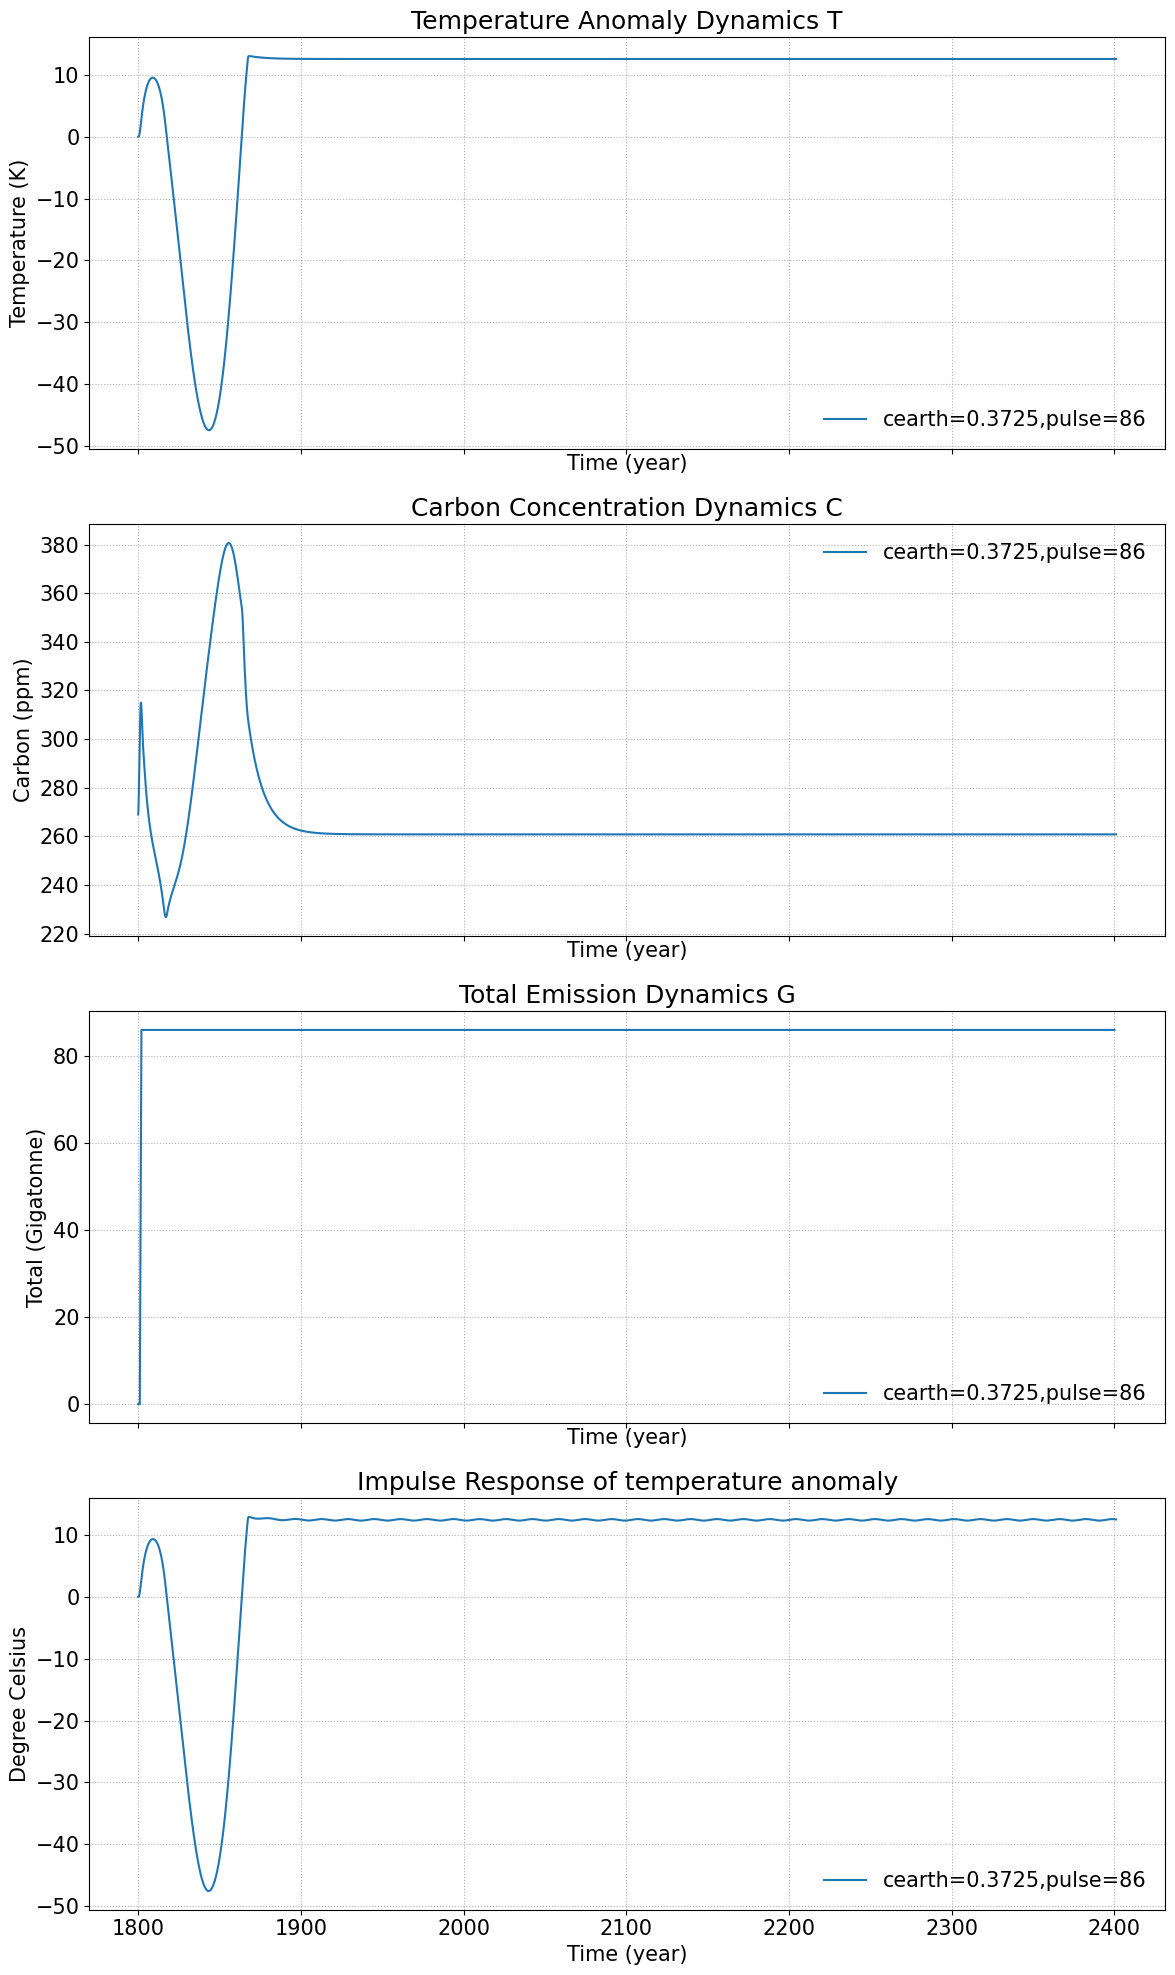 Temperature Anomaly Dynamics T
10
0
−10
−20
−30
−40
−50
Temperature (K)
cearth=0.3725,pulse=86
Time (year)
Carbon Concentration Dynamics C
380
360
340
320
300
280
260
240
220
Carbon (ppm)
cearth=0.3725,pulse=86
Time (year)
Total Emission Dynamics G
80
60
40
20
0
Total (Gigatonne)
cearth=0.3725,pulse=86
Time (year)
Impulse Response of temperature anomaly
10
0
−10
−20
−30
−40
−50
Degree Celsius
cearth=0.3725,pulse=86
1800 1900 2000 2100 2200 2300 2400
Time (year)